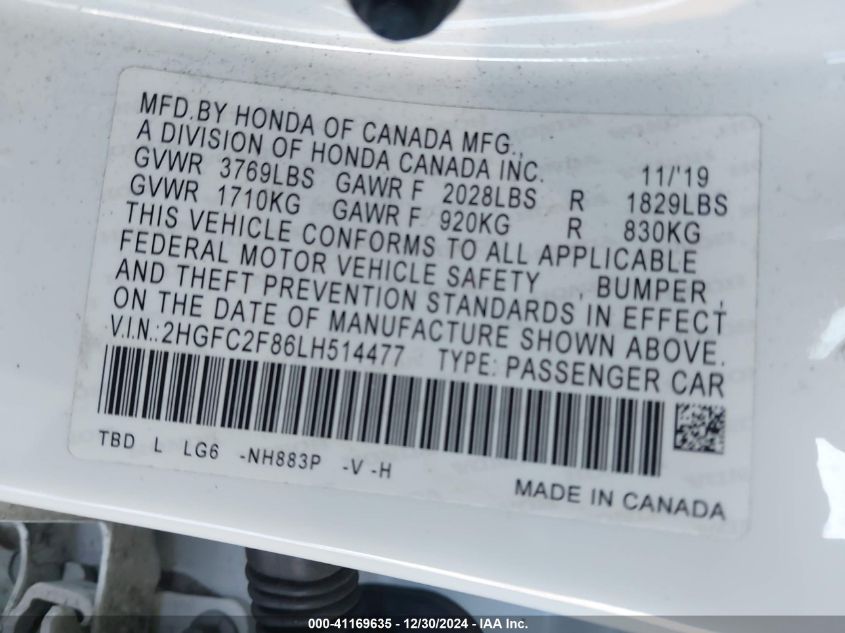 MFD.BY HONDA OF CANADA MFG.,
A DIVISION OF HONDA CANADA INC. 11/'19
GVWR 3769LBS GAWR F 2028LBS R 1829LBS
GVWR 1710KG GAWR F 920KG R 830KG
THIS VEHICLE CONFORMS TO ALL APPLICABLE
FEDERAL MOTOR VEHICLE SAFETY , BUMPER ,
AND THEFT PREVENTION STANDARDS IN EFFECT
ON THE DATE OF MANUFACTURE SHOWN ABOVE.
V.I.N.:2HGFC2F86LH514477 TYPE: PASSENGER CAR
TBD L LG6 -NH883P -V -H
MADE IN CANADA
000-41169635 - 12/30/2024 - IAA Inc.